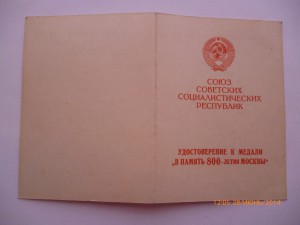 СОЮЗ
СОВЕТСКИХ
СОЦИАЛИСТИЧЕСКИХ
РЕСПУБЛИК
УДОСТОВЕРЕНИЕ К МЕДАЛИ
„В ПАМЯТЬ 800-ЛЕТИЯ МОСКВЫ“